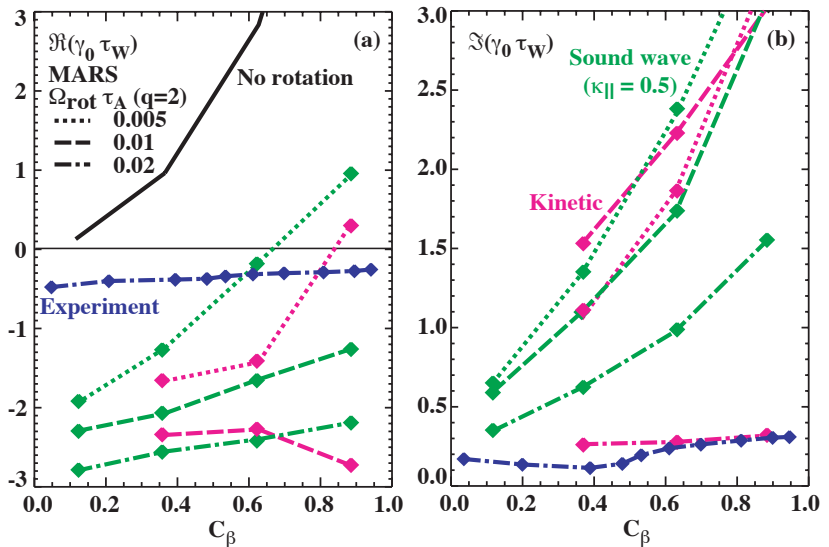 3
ℜ(γ₀ τ_W)
(a)
MARS
No rotation
Ω_rot τ_A (q=2)
2
0.005
0.01
1
0.02
0
Experiment
-1
-2
-3
0.0 0.2 0.4 0.6 0.8 1.0
C_β
3.0
ℑ(γ₀ τ_W)
(b)
Sound wave
(κ_|| = 0.5)
2.5
2.0
Kinetic
1.5
1.0
0.5
0.0
0.0 0.2 0.4 0.6 0.8 1.0
C_β